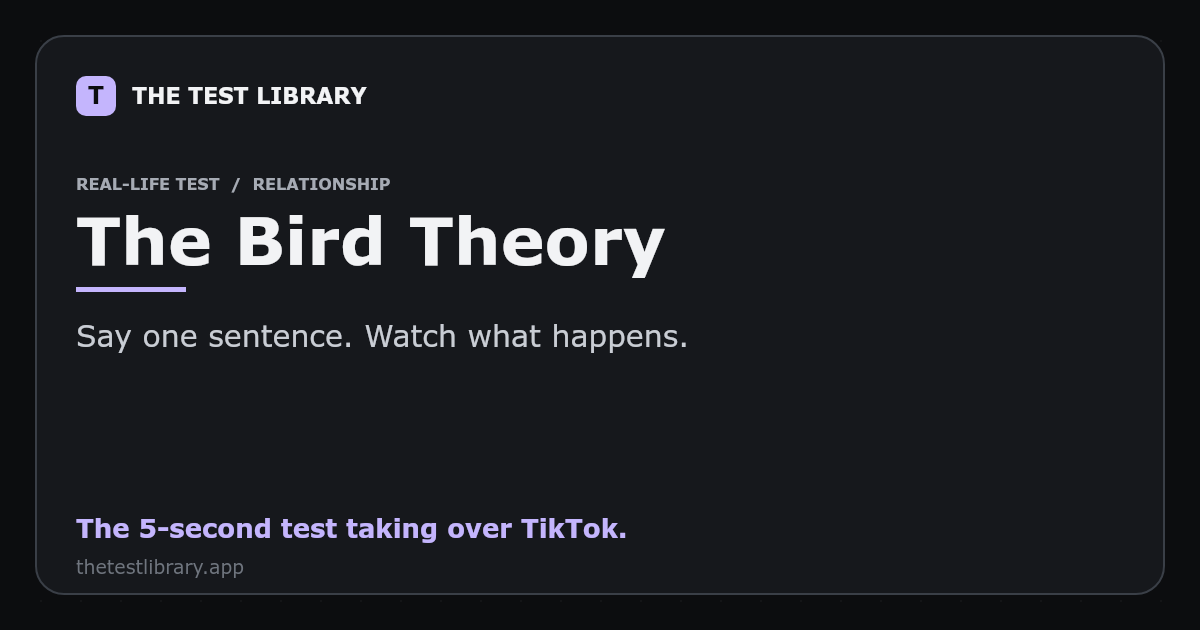 T THE TEST LIBRARY
REAL-LIFE TEST / RELATIONSHIP
The Bird Theory
Say one sentence. Watch what happens.
The 5-second test taking over TikTok.
thetestlibrary.app